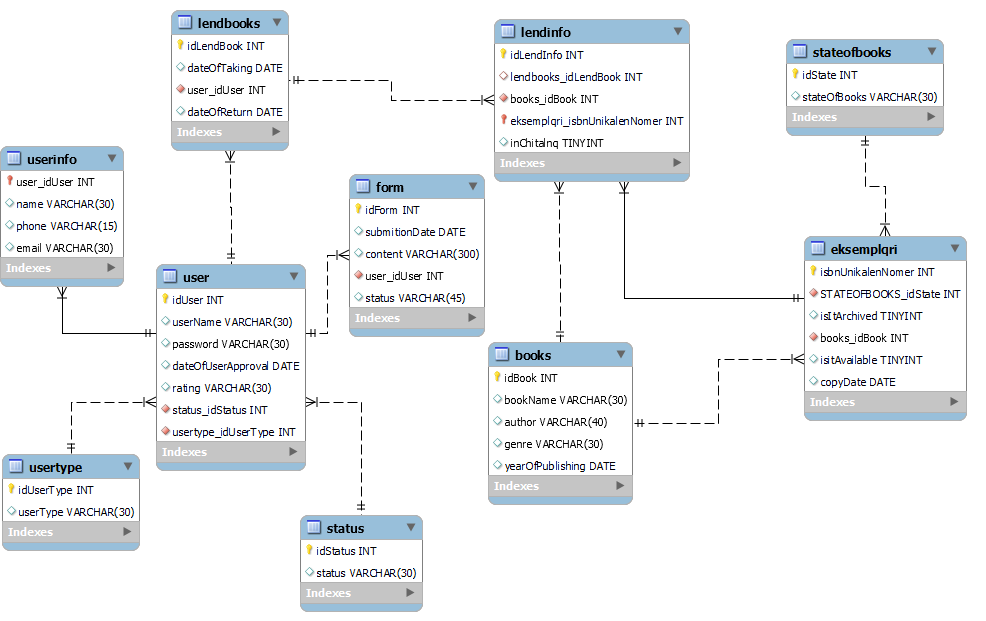 lendbooks
idLendBook INT
dateOfTaking DATE
user_idUser INT
dateOfReturn DATE
Indexes
lendinfo
idLendInfo INT
lendbooks_idLendBook INT
books_idBook INT
eksemplqri_isbnUnikalenNomer INT
inChitalnq TINYINT
Indexes
stateofbooks
idState INT
stateOfBooks VARCHAR(30)
Indexes
userinfo
user_idUser INT
name VARCHAR(30)
phone VARCHAR(15)
email VARCHAR(30)
Indexes
form
idForm INT
submitionDate DATE
content VARCHAR(300)
user_idUser INT
status VARCHAR(45)
Indexes
eksemplqri
isbnUnikalenNomer INT
STATEOFBOOKS_idState INT
isItArchived TINYINT
books_idBook INT
isitAvailable TINYINT
copyDate DATE
Indexes
user
idUser INT
userName VARCHAR(30)
password VARCHAR(30)
dateOfUserApproval DATE
rating VARCHAR(30)
status_idStatus INT
usertype_idUserType INT
Indexes
books
idBook INT
bookName VARCHAR(30)
author VARCHAR(40)
genre VARCHAR(30)
yearOfPublishing DATE
Indexes
usertype
idUserType INT
userType VARCHAR(30)
Indexes
status
idStatus INT
status VARCHAR(30)
Indexes